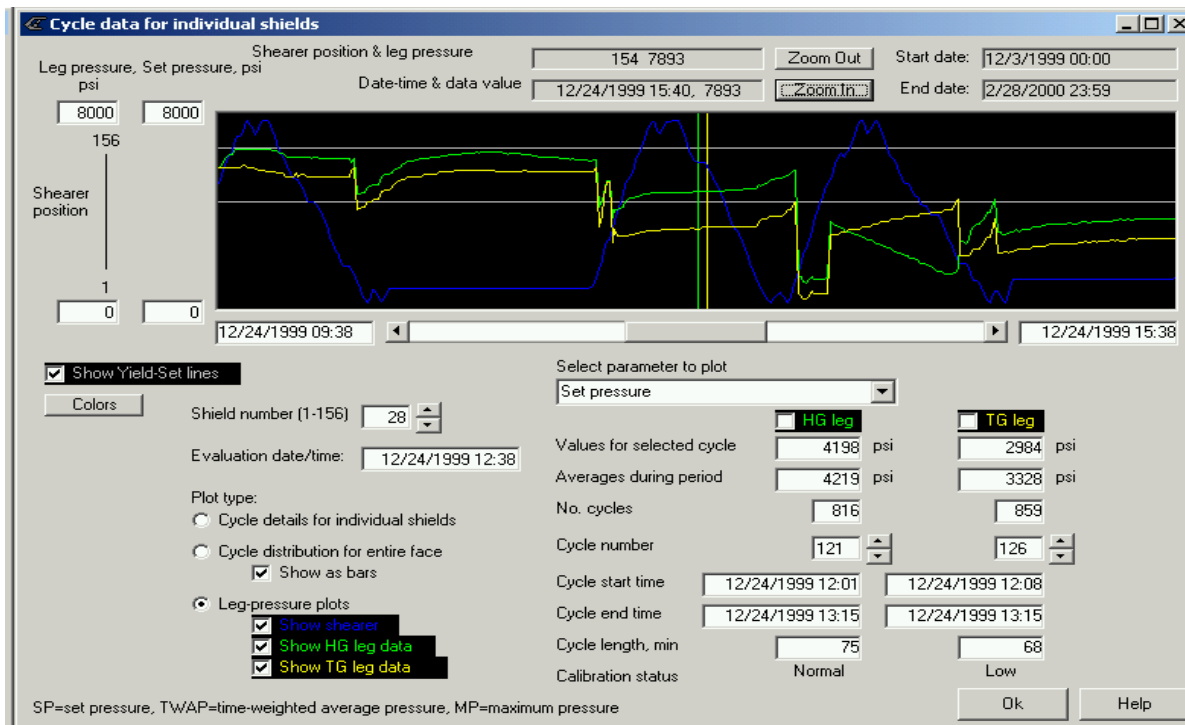 Cycle data for individual shields
Shearer position & leg pressure 154 7893 Zoom Out Start date: 12/3/1999 00:00
Leg pressure, Set pressure, psi
psi
Date-time & data value 12/24/1999 15:40, 7893 Zoom In End date: 2/28/2000 23:59
8000 8000
156
Shearer
position
1
0 0
12/24/1999 09:38 12/24/1999 15:38
Show Yield-Set lines
Colors
Shield number (1-156) 28
Evaluation date/time: 12/24/1999 12:38
Plot type:
Cycle details for individual shields
Cycle distribution for entire face
Show as bars
Leg-pressure plots
Show shearer
Show HG leg data
Show TG leg data
Select parameter to plot
Set pressure
HG leg TG leg
Values for selected cycle 4198 psi 2984 psi
Averages during period 4219 psi 3328 psi
No. cycles 816 859
Cycle number 121 126
Cycle start time 12/24/1999 12:01 12/24/1999 12:08
Cycle end time 12/24/1999 13:15 12/24/1999 13:15
Cycle length, min 75 68
Calibration status Normal Low
SP=set pressure, TWAP=time-weighted average pressure, MP=maximum pressure
Ok Help